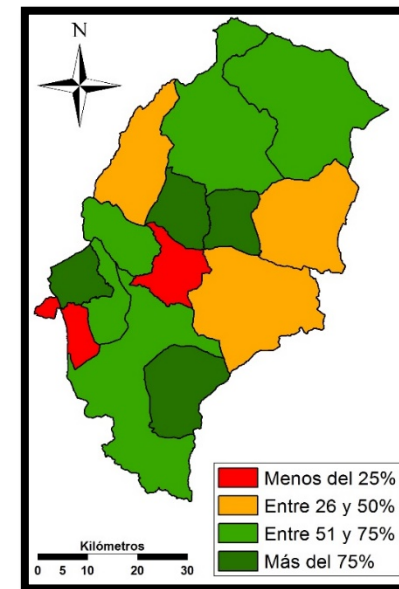 N
Menos del 25%
Entre 26 y 50%
Entre 51 y 75%
Más del 75%
Kilómetros
0 5 10 20 30